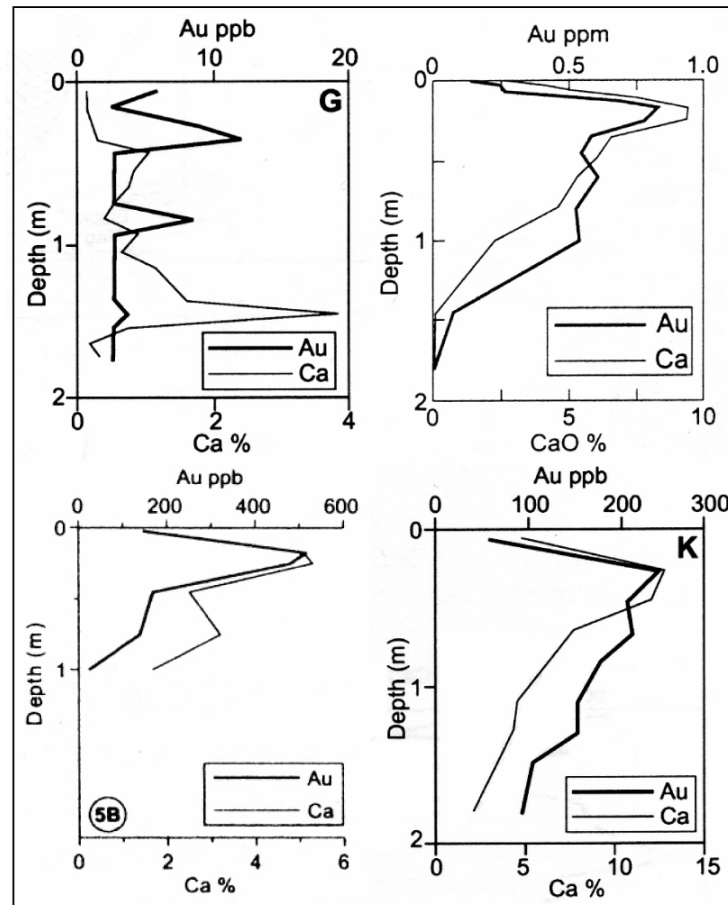 Au ppb
0 10 20
G
0
1
2
Depth (m)
Au
Ca
0 2 4
Ca %
Au ppm
0 0.5 1.0
0
1
2
Depth (m)
Au
Ca
0 5 10
CaO %
Au ppb
0 200 400 600
0
1
Depth (m)
Au
Ca
5B
0 2 4 6
Ca %
Au ppb
0 100 200 300
K
0
1
2
Depth (m)
Au
Ca
0 5 10 15
Ca %